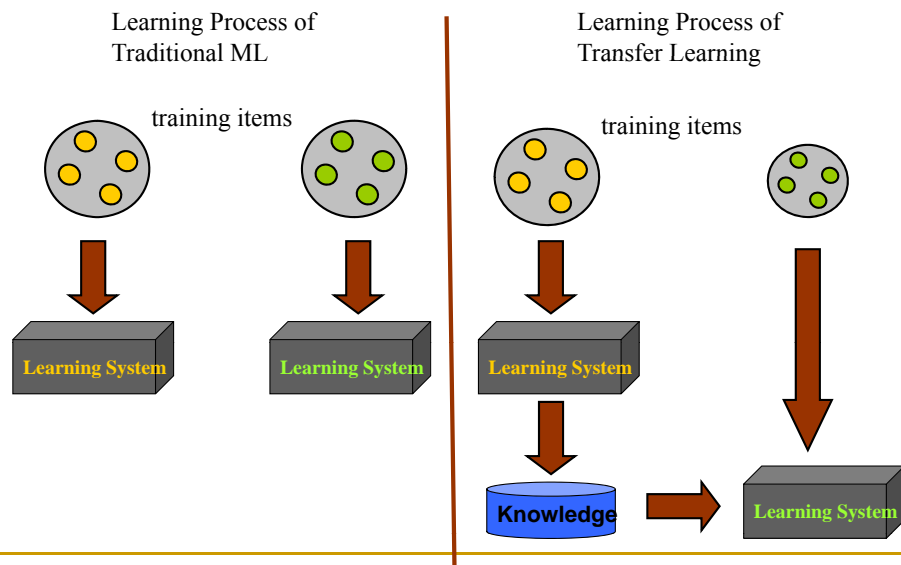 Learning Process of
Traditional ML
training items
Learning System
Learning System
Learning Process of
Transfer Learning
training items
Learning System
Knowledge
Learning System